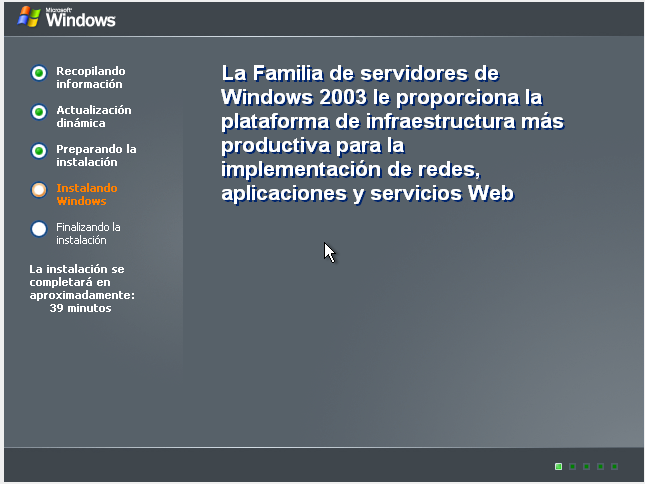 Microsoft
Windows
Recopilando
información
Actualización
dinámica
Preparando la
instalación
Instalando
Windows
Finalizando la
instalación
La instalación se
completará en
aproximadamente:
39 minutos
La Familia de servidores de
Windows 2003 le proporciona la
plataforma de infraestructura más
productiva para la
implementación de redes,
aplicaciones y servicios Web